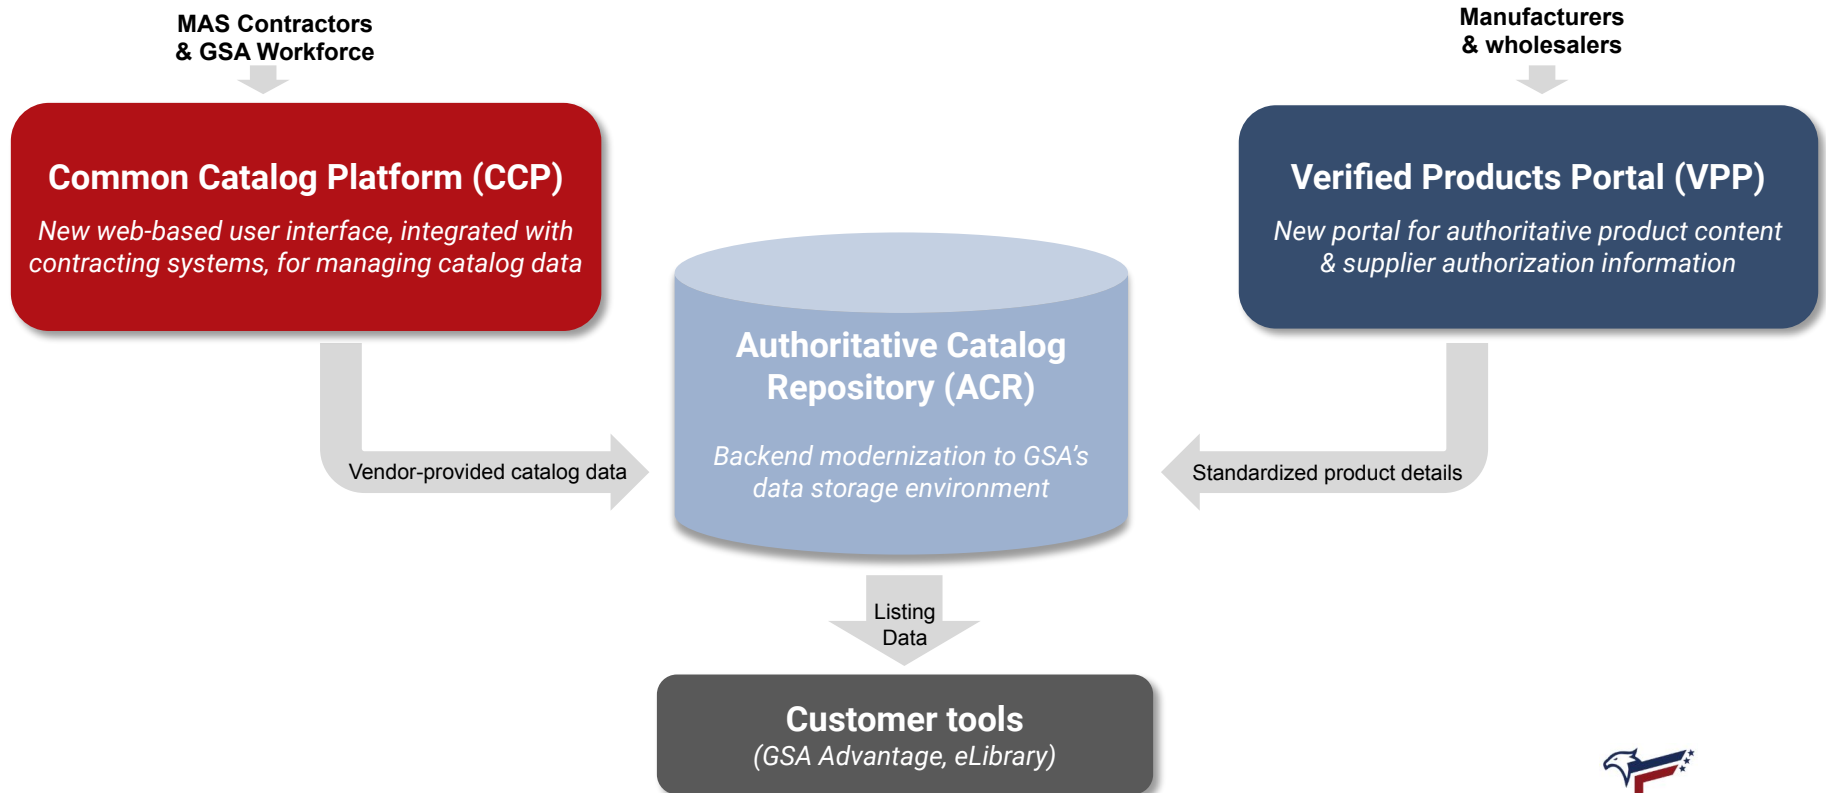 MAS Contractors
& GSA Workforce
Manufacturers
& wholesalers
Common Catalog Platform (CCP)
New web-based user interface, integrated with
contracting systems, for managing catalog data
Verified Products Portal (VPP)
New portal for authoritative product content
& supplier authorization information
Authoritative Catalog
Repository (ACR)
Backend modernization to GSA's
data storage environment
Vendor-provided catalog data
Standardized product details
Listing
Data
Customer tools
(GSA Advantage, eLibrary)